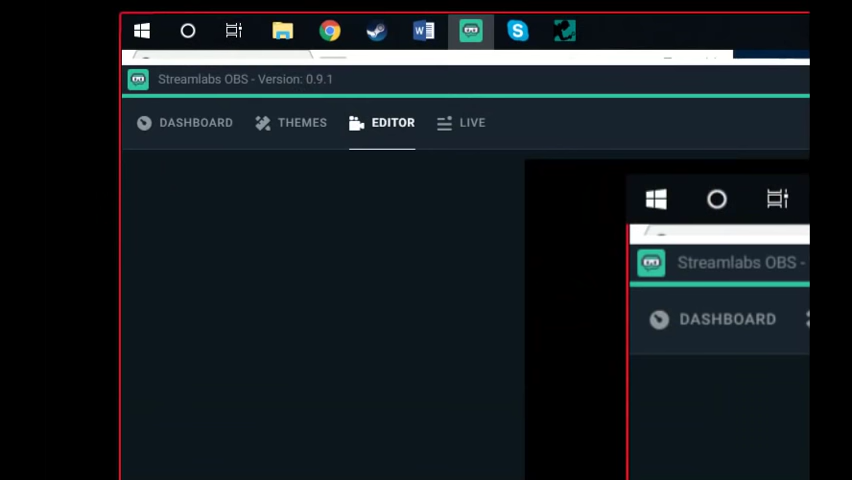 Streamlabs OBS - Version: 0.9.1
DASHBOARD THEMES EDITOR LIVE
Streamlabs OBS -
DASHBOARD